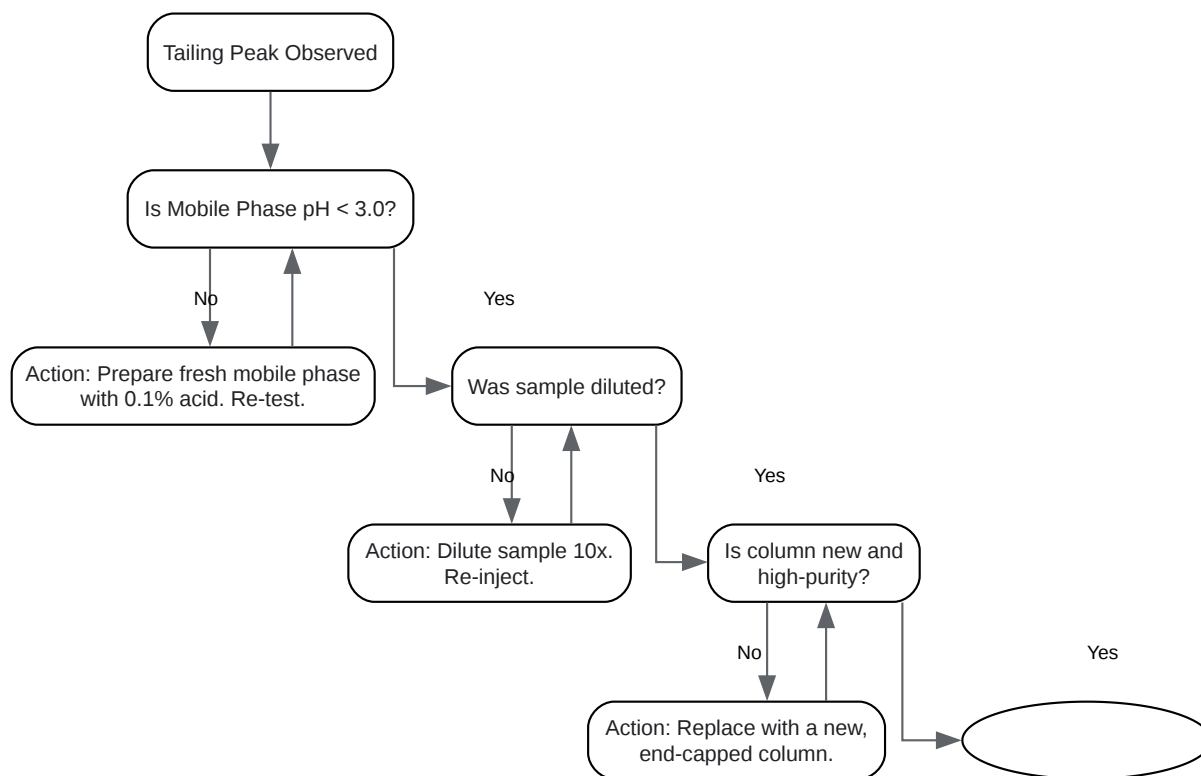 Tailing Peak Observed
Is Mobile Phase pH < 3.0?
No
Yes
Action: Prepare fresh mobile phase
with 0.1% acid. Re-test.
Was sample diluted?
No
Yes
Action: Dilute sample 10x.
Re-inject.
Is column new and
high-purity?
No
Yes
Action: Replace with a new,
end-capped column.